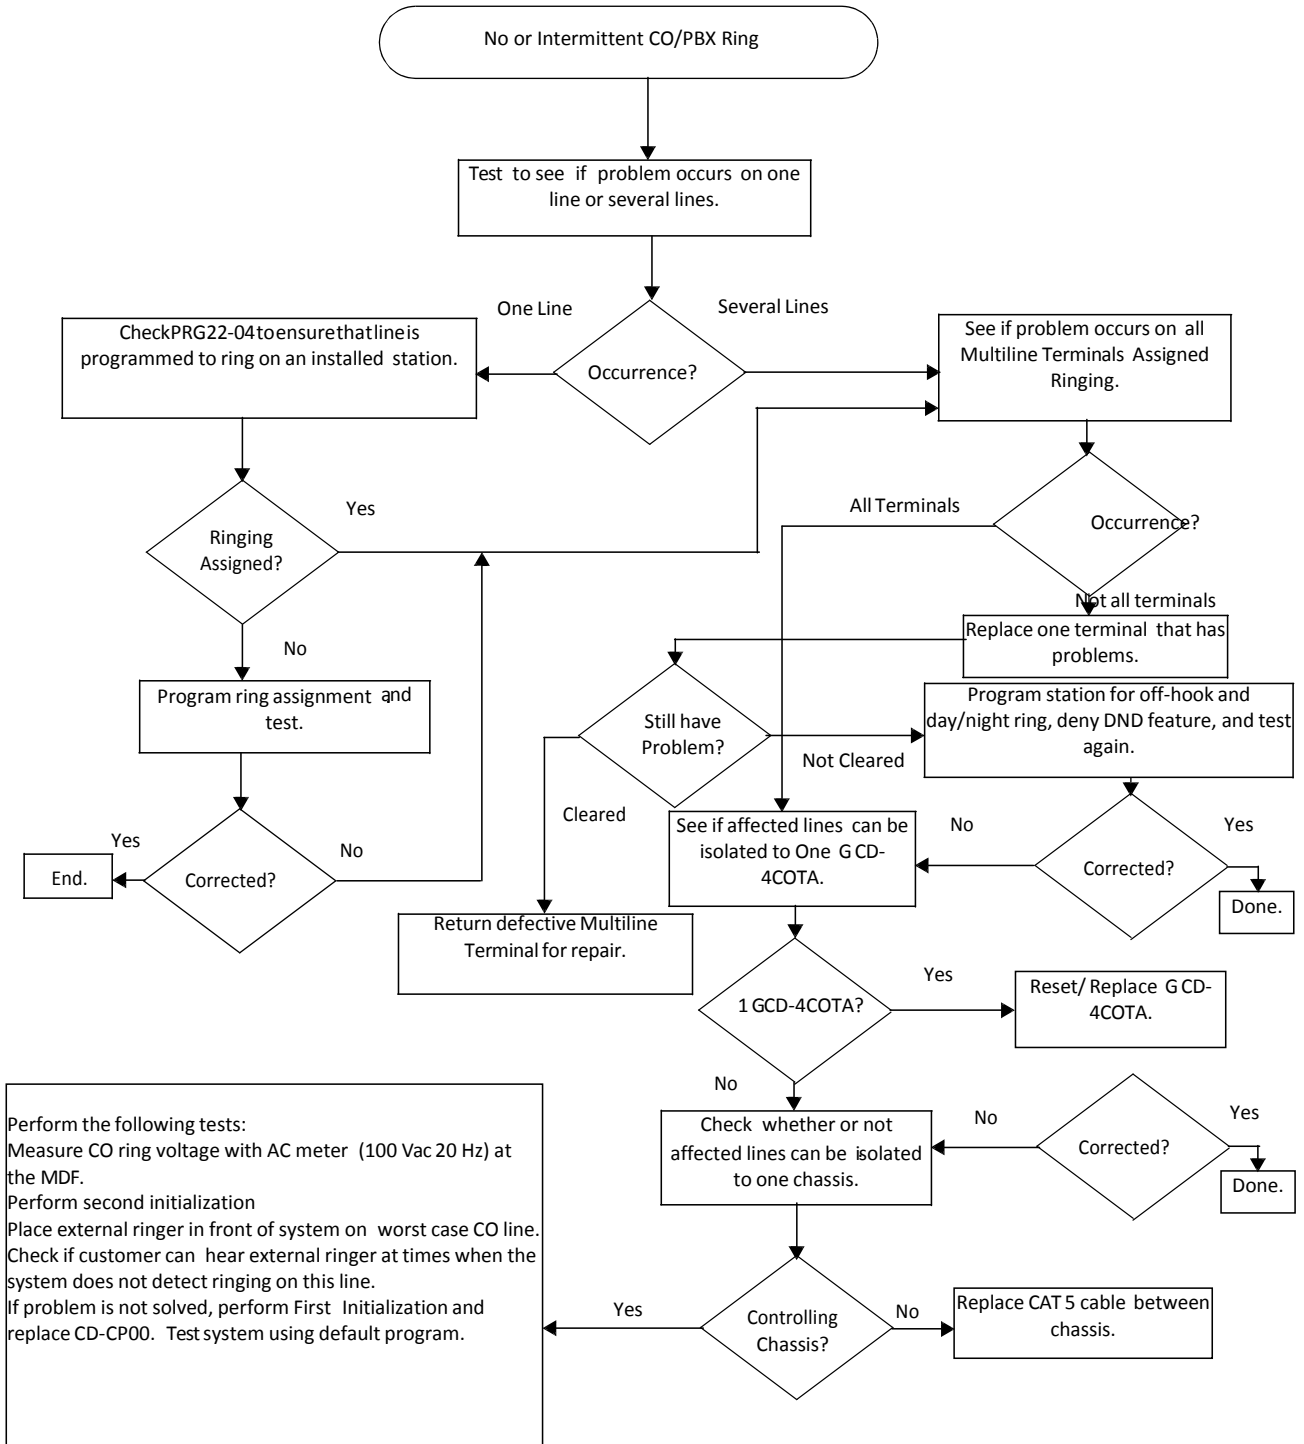 No or Intermittent CO/PBX Ring
Test to see if problem occurs on one
line or several lines.
One Line
Several Lines
CheckPRG22-04toensurethatlineis
programmed to ring on an installed station.
Occurrence?
See if problem occurs on all
Multiline Terminals Assigned
Ringing.
Yes
Ringing
Assigned?
All Terminals
Occurrence?
Not all terminals
No
Replace one terminal that has
problems.
Program ring assignment and
test.
Still have
Problem?
Program station for off-hook and
day/night ring, deny DND feature, and test
again.
Not Cleared
Cleared
Yes
No
Corrected?
End.
See if affected lines can be
isolated to One GCD-
4COTA.
No
Yes
Corrected?
Done.
Return defective Multiline
Terminal for repair.
1 GCD-4COTA?
Yes
Reset/ Replace GCD-
4COTA.
No
Check whether or not
affected lines can be isolated
to one chassis.
No
Yes
Corrected?
Done.
Perform the following tests:
Measure CO ring voltage with AC meter (100 Vac 20 Hz) at
the MDF.
Perform second initialization
Place external ringer in front of system on worst case CO line.
Check if customer can hear external ringer at times when the
system does not detect ringing on this line.
If problem is not solved, perform First Initialization and
replace CD-CP00. Test system using default program.
Yes
Controlling
Chassis?
No
Replace CAT 5 cable between
chassis.